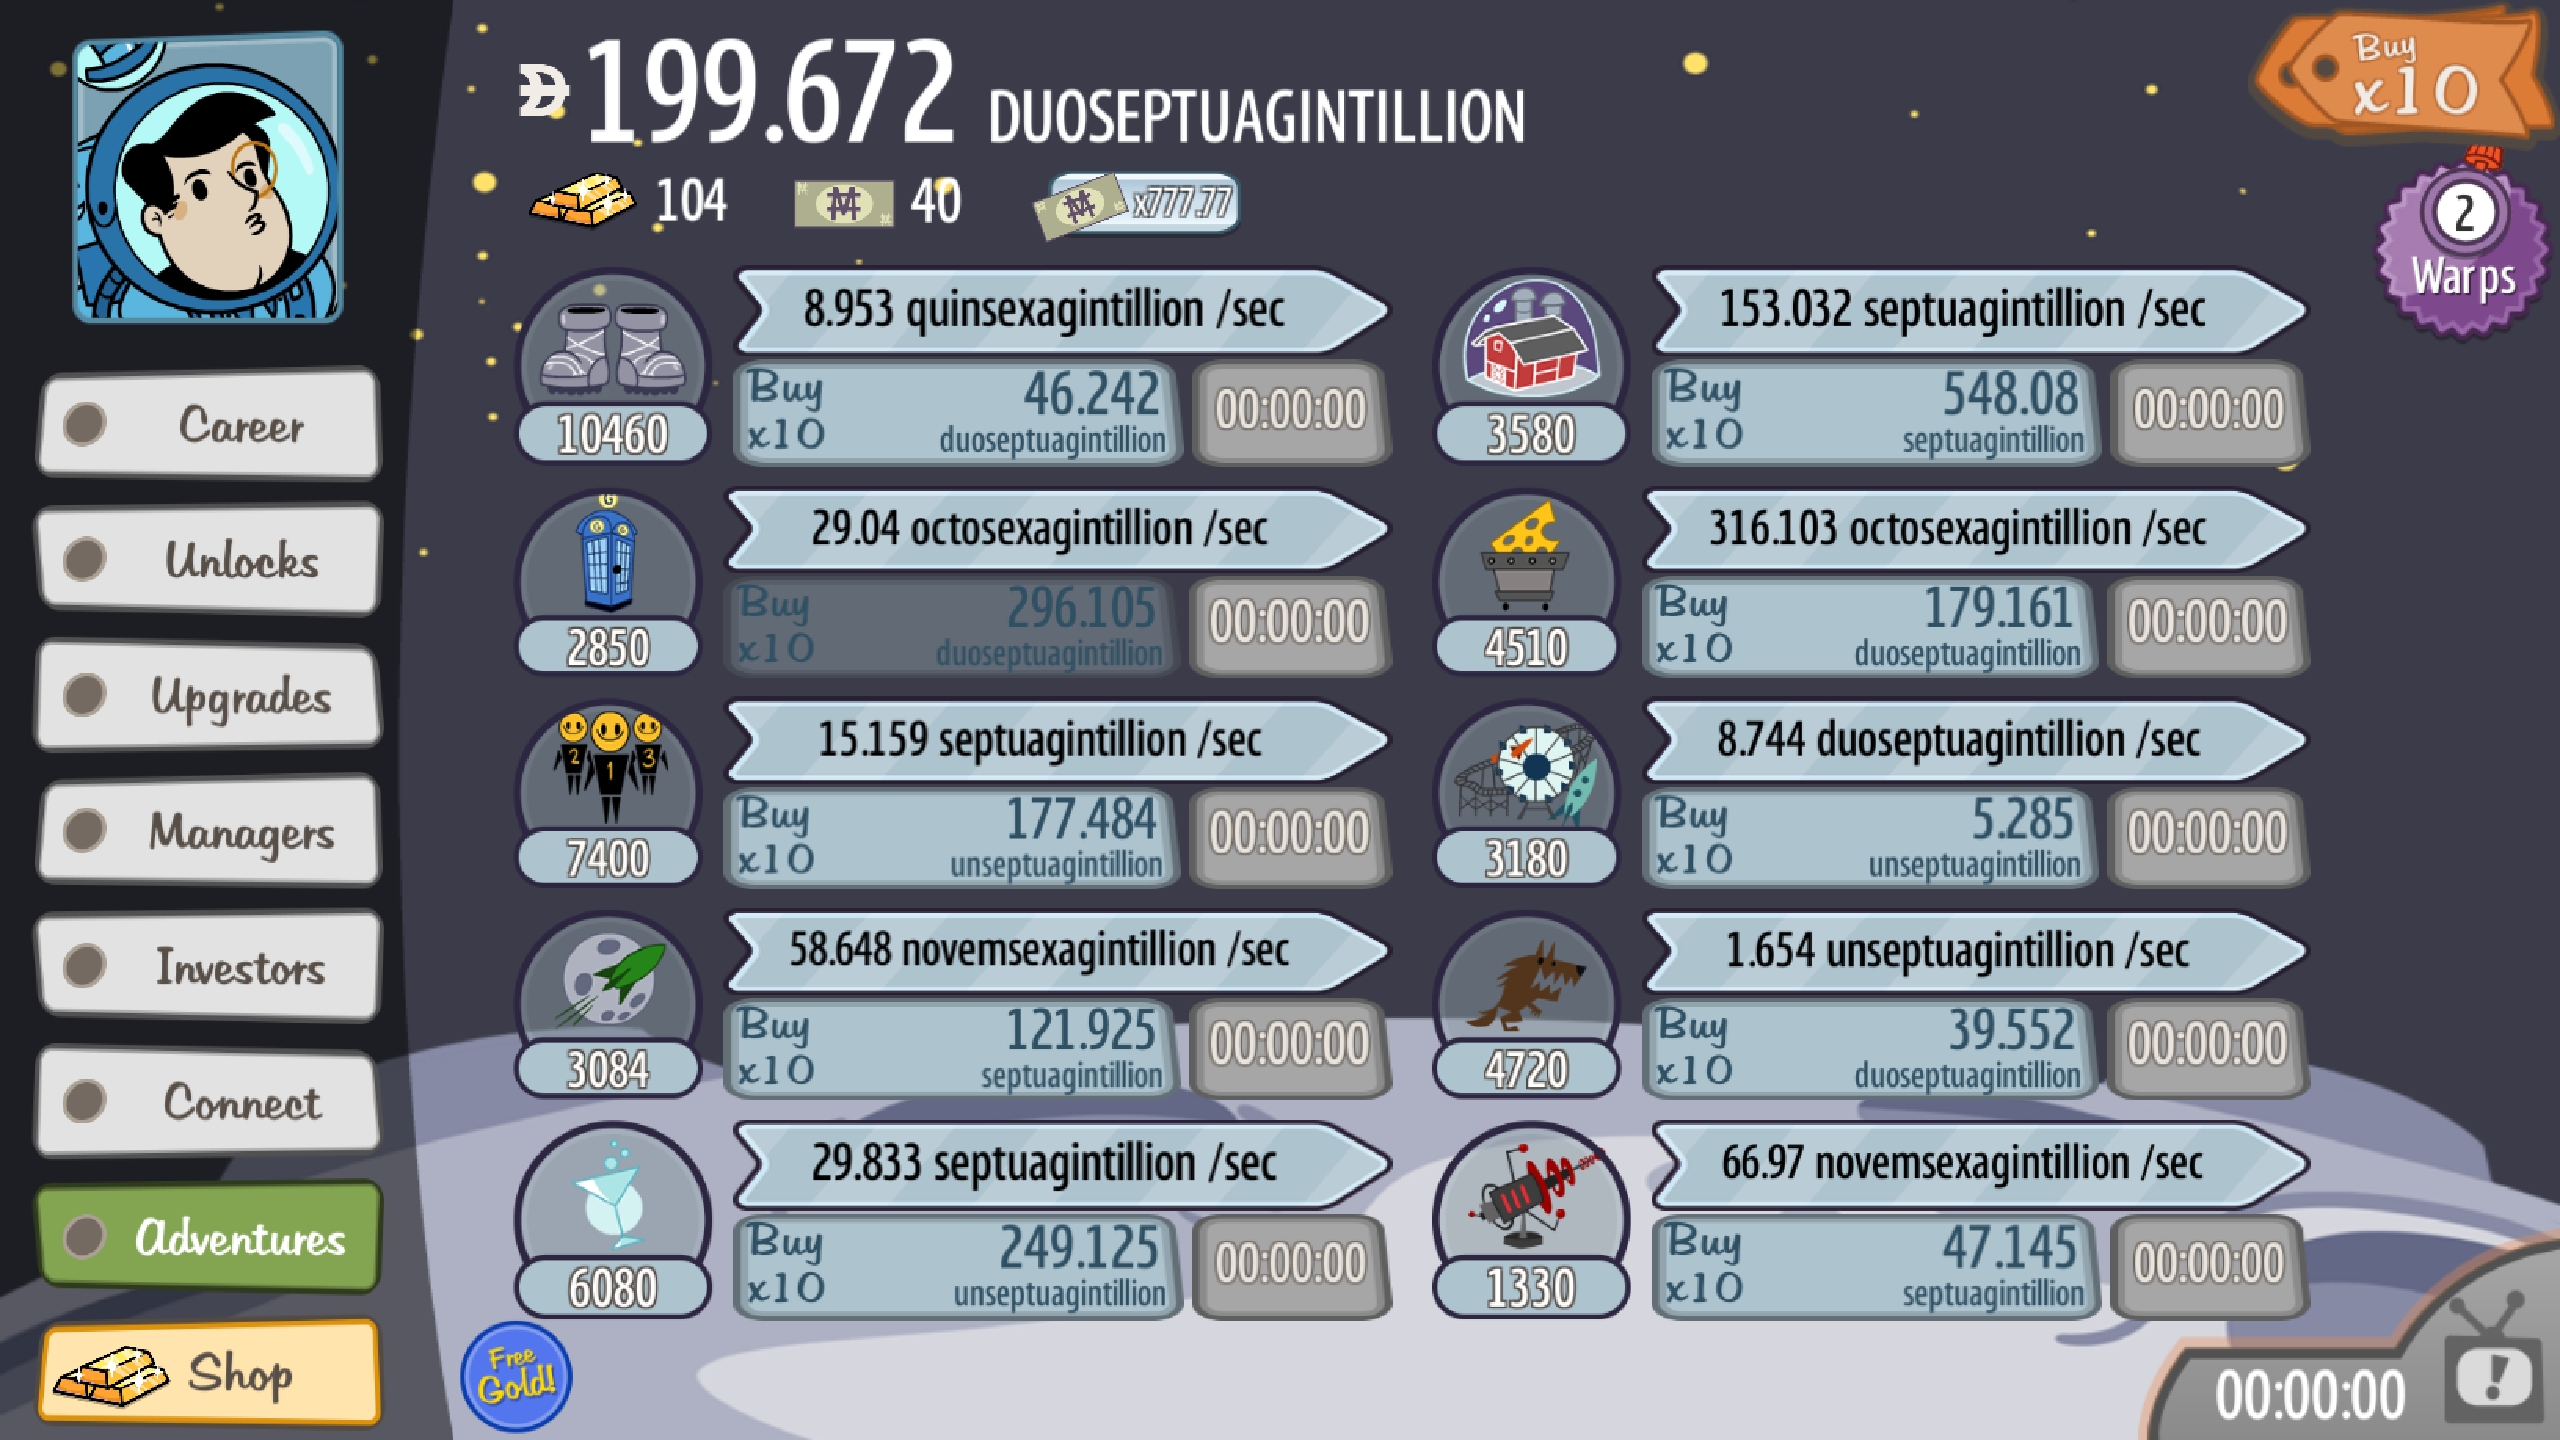 199.672 DUOSEPTUAGINTILLION
Buy
x10
104
40
x777.77
2
Warps
Career
Unlocks
Upgrades
Managers
Investors
Connect
Adventures
Shop
8.953 quinsexagintillion /sec
10460
Buy
x10
46.242
duoseptuagintillion
00:00:00
153.032 septuagintillion /sec
3580
Buy
x10
548.08
septuagintillion
00:00:00
G
29.04 octosexagintillion /sec
2850
Buy
x10
296.105
duoseptuagintillion
00:00:00
316.103 octosexagintillion /sec
4510
Buy
x10
179.161
duoseptuagintillion
00:00:00
2 1 3
15.159 septuagintillion /sec
7400
Buy
x10
177.484
unseptuagintillion
00:00:00
8.744 duoseptuagintillion /sec
3180
Buy
x10
5.285
unseptuagintillion
00:00:00
58.648 novemsexagintillion /sec
3084
Buy
x10
121.925
septuagintillion
00:00:00
1.654 unseptuagintillion /sec
4720
Buy
x10
39.552
duoseptuagintillion
00:00:00
29.833 septuagintillion /sec
6080
Buy
x10
249.125
unseptuagintillion
00:00:00
66.97 novemsexagintillion /sec
1330
Buy
x10
47.145
septuagintillion
00:00:00
Free
Gold!
00:00:00
!